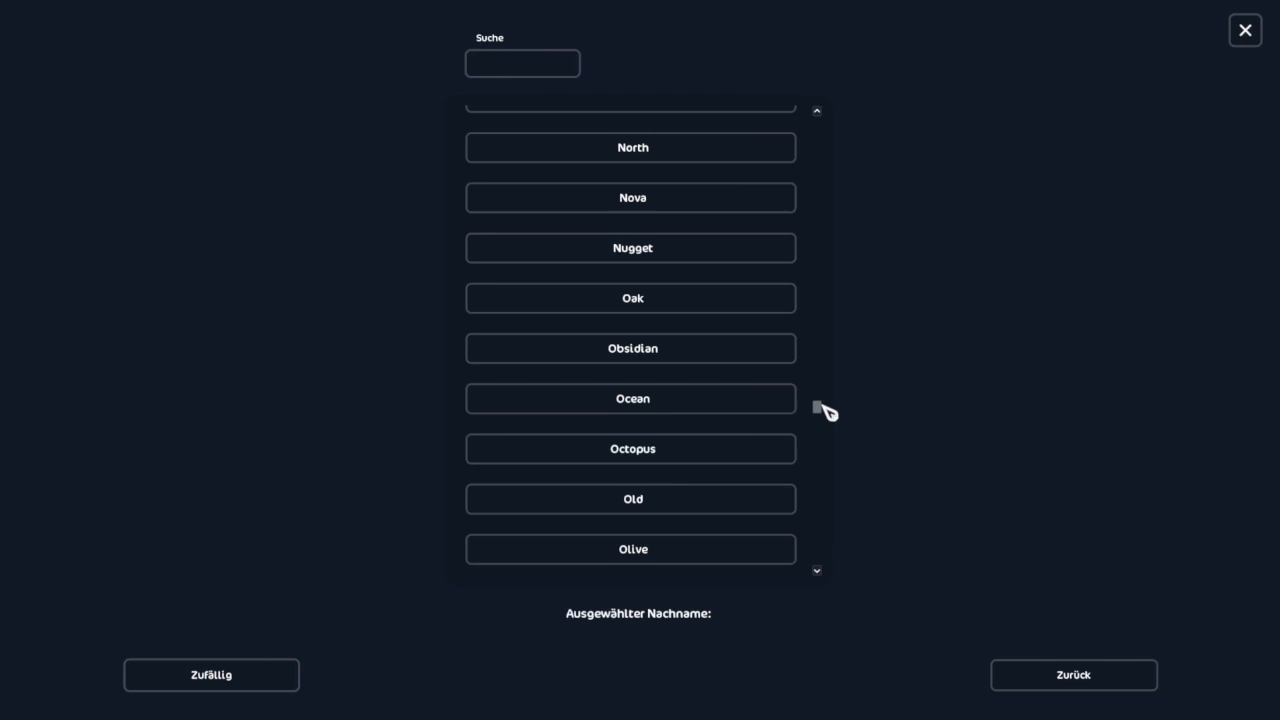 Suche
North
Nova
Nugget
Oak
Obsidian
Ocean
Octopus
Old
Olive
Ausgewählter Nachname:
Zufällig
Zurück